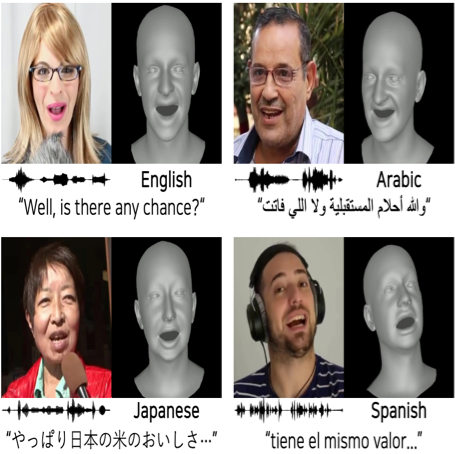 English
Arabic
“Well, is there any chance?“
“والله أحلام المستقبلية ولا اللي فاتت“
Japanese
Spanish
“やっぱり日本の米のおいしさ…“
“tiene el mismo valor...“